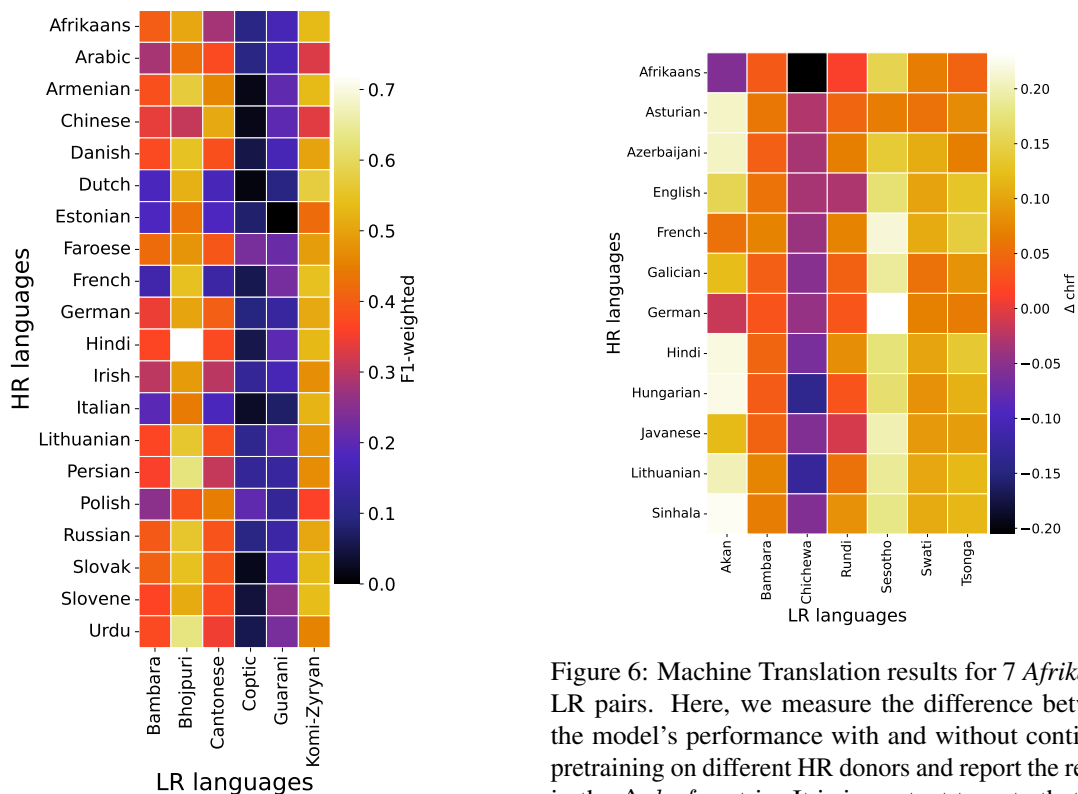 Afrikaans
Arabic
Armenian
Chinese
Danish
Dutch
Estonian
Faroese
French
German
Hindi
Irish
Italian
Lithuanian
Persian
Polish
Russian
Slovak
Slovene
Urdu
HR languages
Bambara
Bhojpuri
Cantonese
Coptic
Guarani
Komi-Zyryan
LR languages
0.7
0.6
0.5
0.4
0.3
0.2
0.1
0.0
F1-weighted
Afrikaans
Asturian
Azerbaijani
English
French
Galician
German
Hindi
Hungarian
Javanese
Lithuanian
Sinhala
HR languages
Akan
Bambara
Chichewa
Rundi
Sesotho
Swati
Tsonga
LR languages
0.20
0.15
0.10
0.05
0.00
−0.05
−0.10
−0.15
−0.20
Δ chrf
Figure 6: Machine Translation results for 7 Afrik
LR pairs. Here, we measure the difference bet
the model's performance with and without conti
pretraining on different HR donors and report the re